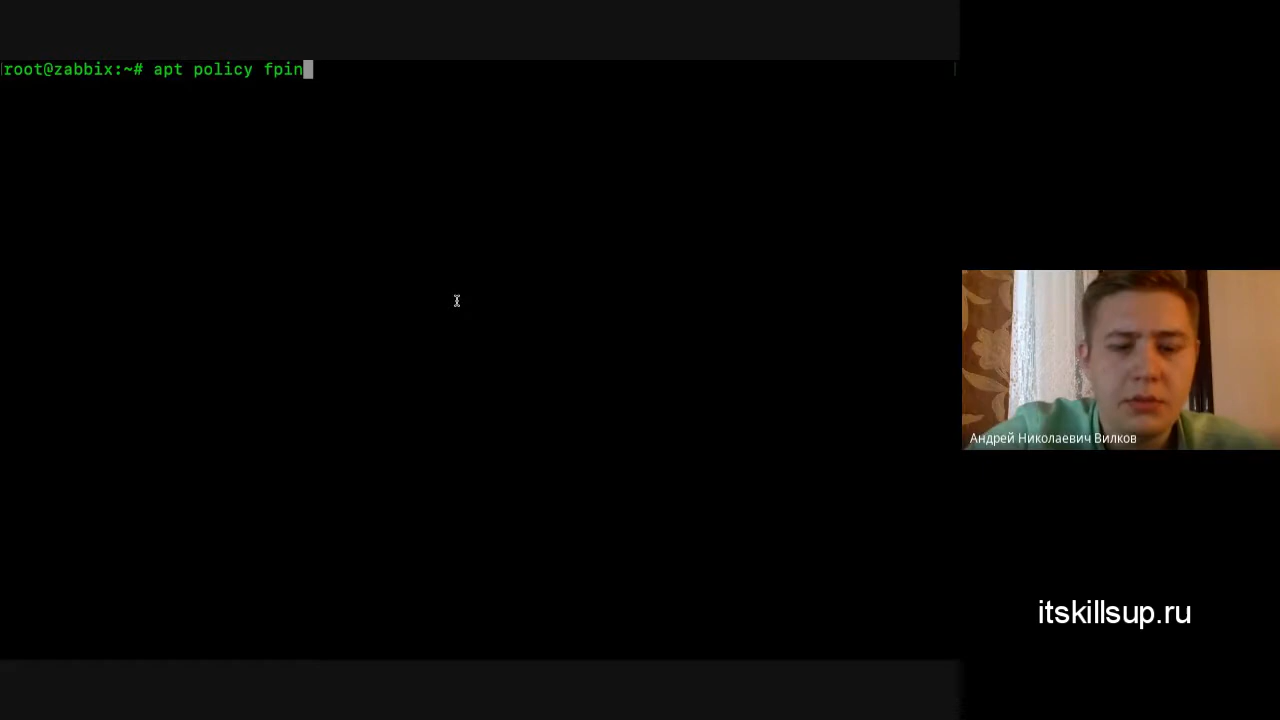 root@zabbix:~# apt policy fpin
Андрей Николаевич Вилков
itskillsup.ru